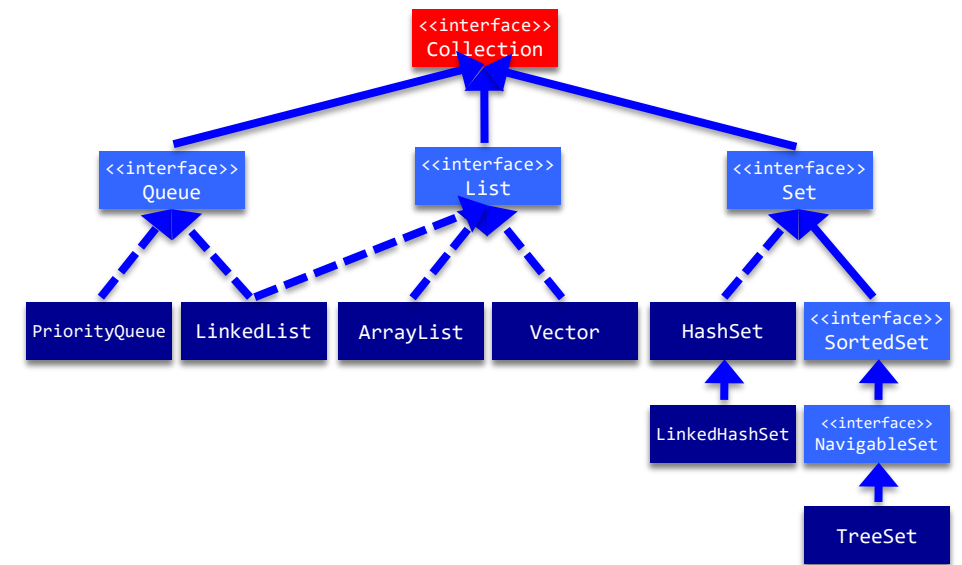 <<interface>>
Collection
<<interface>>
Queue
<<interface>>
List
<<interface>>
Set
PriorityQueue
LinkedList
ArrayList
Vector
HashSet
<<interface>>
SortedSet
LinkedHashSet
<<interface>>
NavigableSet
TreeSet